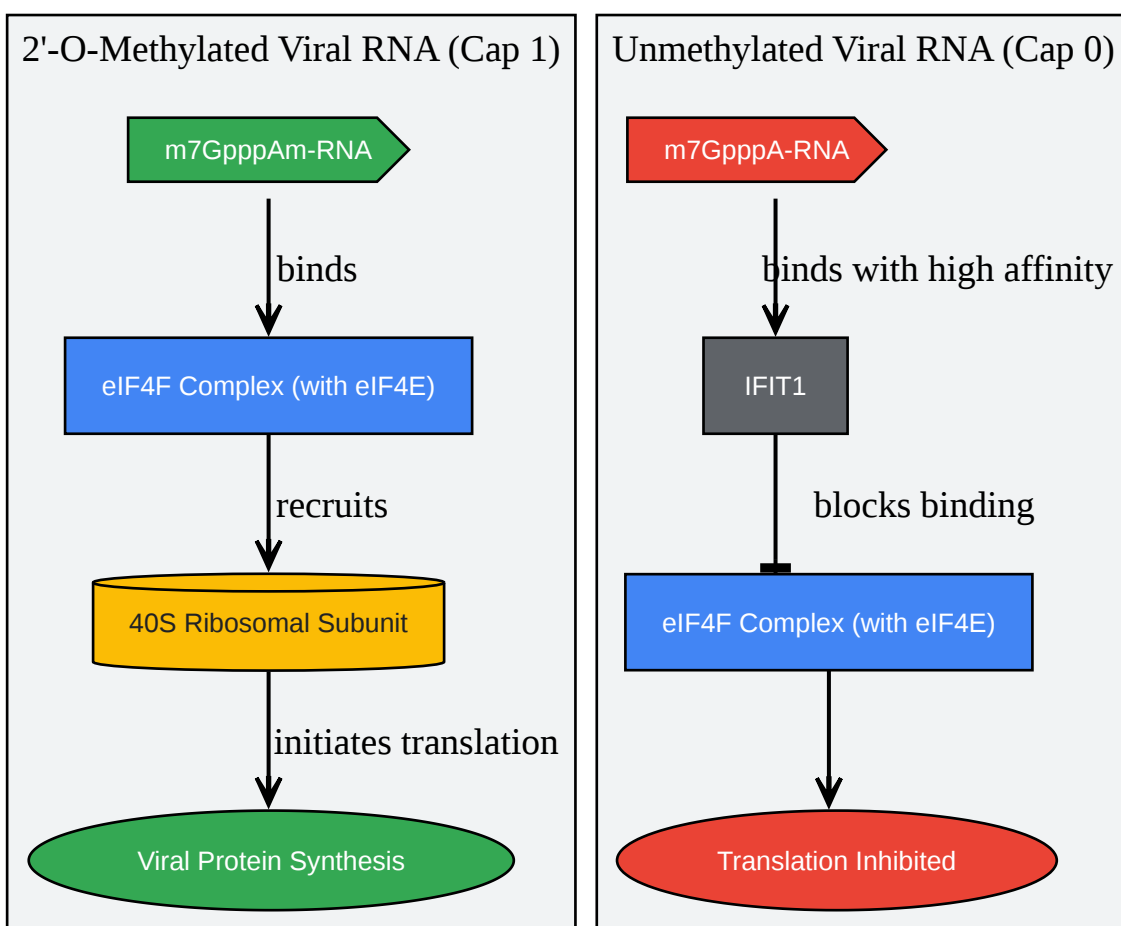 2'-O-Methylated Viral RNA (Cap 1)
m7GpppAm-RNA
binds
eIF4F Complex (with eIF4E)
recruits
40S Ribosomal Subunit
initiates translation
Viral Protein Synthesis
Unmethylated Viral RNA (Cap 0)
m7GpppA-RNA
binds with high affinity
IFIT1
blocks binding
eIF4F Complex (with eIF4E)
Translation Inhibited